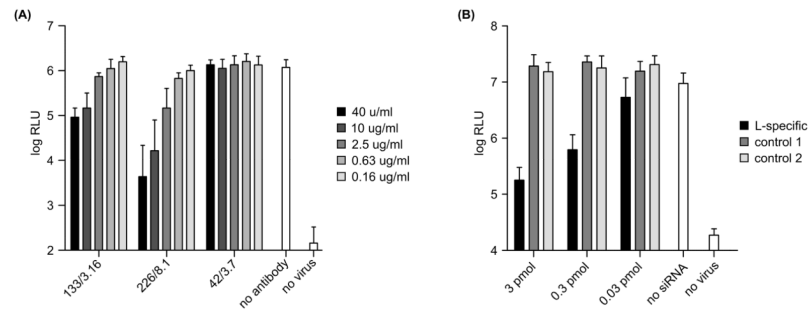 (A)
7
6
5
4
3
2
log RLU
133/3.16
226/8.1
42/3.7
no antibody
no virus
40 u/ml
10 ug/ml
2.5 ug/ml
0.63 ug/ml
0.16 ug/ml
(B)
8
7
6
5
4
log RLU
3 pmol
0.3 pmol
0.03 pmol
no siRNA
no virus
L-specific
control 1
control 2